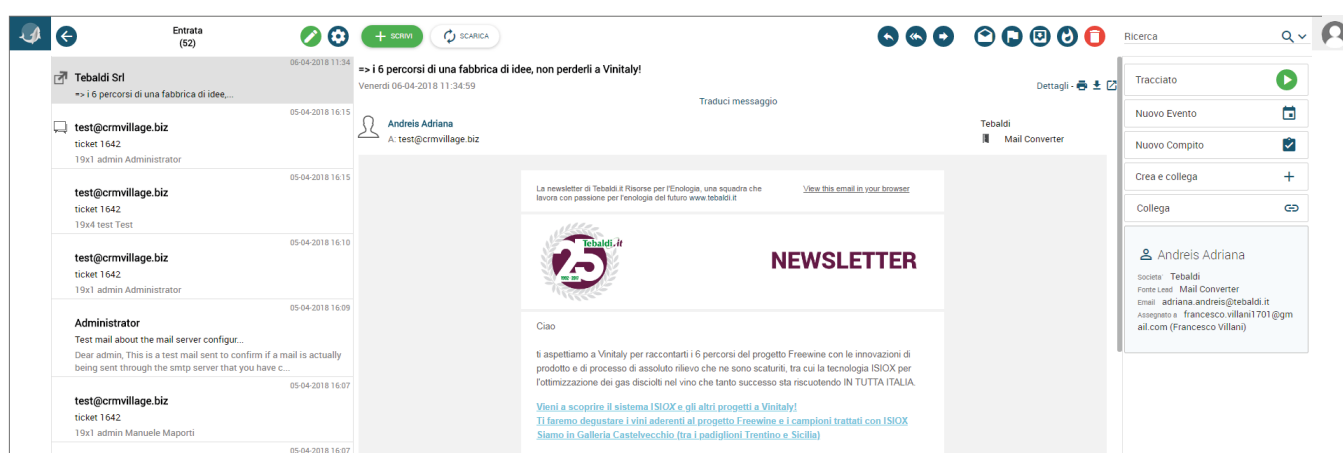 Entrata
(52)
SCRIVI
SCARICA
Ricerca
06-04-2018 11:34
Tebaldi Srl
=> i 6 percorsi di una fabbrica di idee,...
05-04-2018 16:15
test@crmvillage.biz
ticket 1642
19x1 admin Administrator
05-04-2018 16:15
test@crmvillage.biz
ticket 1642
19x4 test Test
05-04-2018 16:10
test@crmvillage.biz
ticket 1642
19x1 admin Administrator
05-04-2018 16:09
Administrator
Test mail about the mail server configur...
Dear admin, This is a test mail sent to confirm if a mail is actually
being sent through the smtp server that you have c...
05-04-2018 16:07
test@crmvillage.biz
ticket 1642
19x1 admin Manuele Maporti
05-04-2018 16:07
=> i 6 percorsi di una fabbrica di idee, non perderli a Vinitaly!
Venerdì 06-04-2018 11:34:59
Dettagli -
Traduci messaggio
Andreis Adriana
A: test@crmvillage.biz
Tebaldi
Mail Converter
La newsletter di Tebaldi.it Risorse per l'Enologia, una squadra che
lavora con passione per l'enologia del futuro www.tebaldi.it
View this email in your browser
Tebaldi.it
25
1992 2017
NEWSLETTER
Ciao
ti aspettiamo a Vinitaly per raccontarti i 6 percorsi del progetto Freewine con le innovazioni di
prodotto e di processo di assoluto rilievo che ne sono scaturiti, tra cui la tecnologia ISIOX per
l'ottimizzazione dei gas disciolti nel vino che tanto successo sta riscuotendo IN TUTTA ITALIA.
Vieni a scoprire il sistema ISIOX e gli altri progetti a Vinitaly!
Ti faremo degustare i vini aderenti al progetto Freewine e i campioni trattati con ISIOX
Siamo in Galleria Castelvecchio (tra i padiglioni Trentino e Sicilia)
Tracciato
Nuovo Evento
Nuovo Compito
Crea e collega
Collega
Andreis Adriana
Societa' Tebaldi
Fonte Lead Mail Converter
Email adriana.andreis@tebaldi.it
Assegnato a francesco.villani1701@gm
ail.com (Francesco Villani)